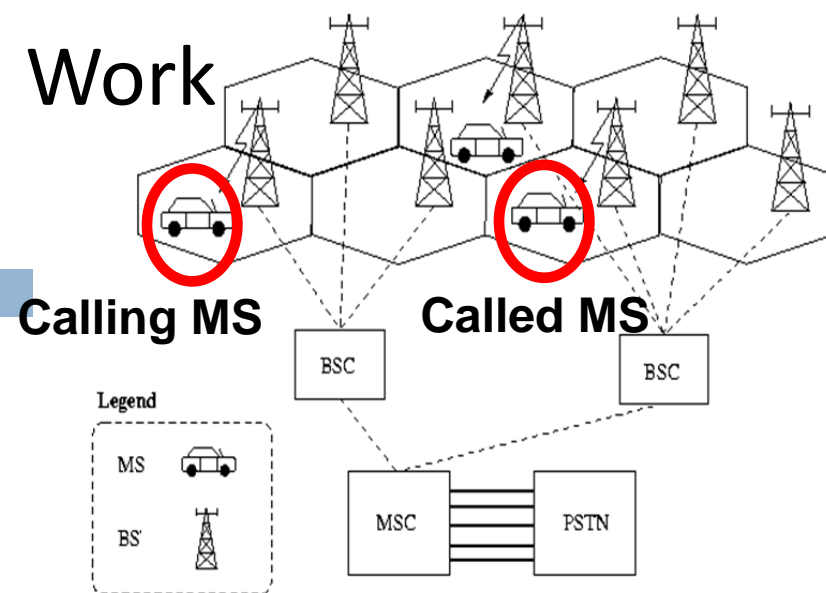 Work
Calling MS
Called MS
BSC
BSC
Legend
MS
BS
MSC
PSTN